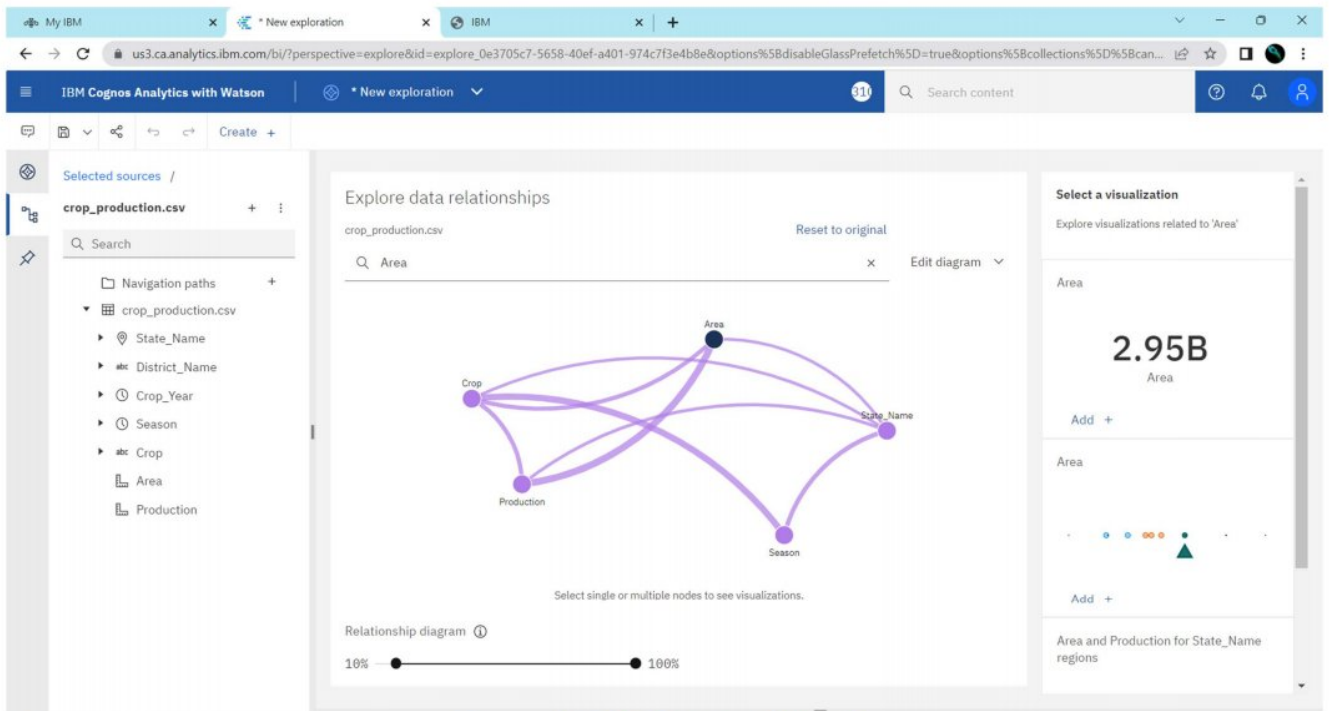 My IBM
* New exploration
IBM
us3.ca.analytics.ibm.com/bi/?perspective=explore&id=explore_0e3705c7-5658-40ef-a401-974c7f3e4b8e&options%5BdisableGlassPrefetch%5D=true&options%5Bcollections%5D%5Bcan...
IBM Cognos Analytics with Watson
* New exploration
Search content
Create +
Selected sources /
crop_production.csv
Search
Navigation paths
crop_production.csv
State_Name
abc District_Name
Crop_Year
Season
abc Crop
Area
Production
Explore data relationships
crop_production.csv
Reset to original
Area
Edit diagram
Area
Crop
State_Name
Production
Season
Select single or multiple nodes to see visualizations.
Relationship diagram
10%
100%
Select a visualization
Explore visualizations related to 'Area'
Area
2.95B
Area
Add +
Area
Add +
Area and Production for State_Name
regions